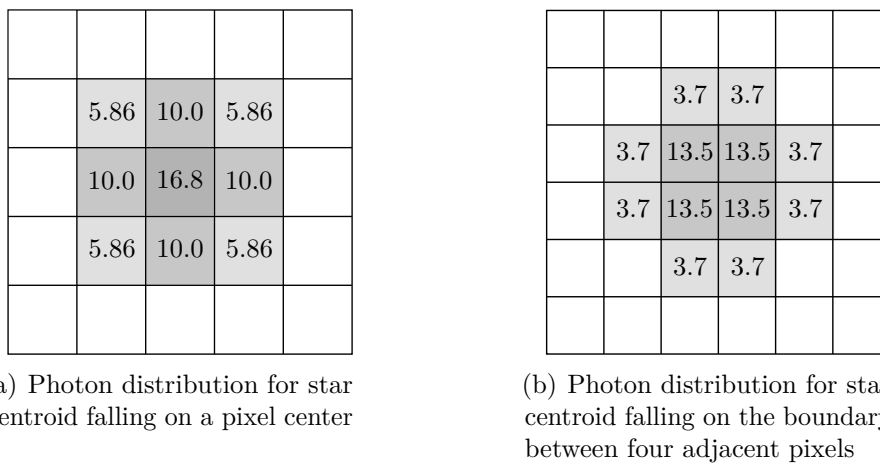 5.86 10.0 5.86
10.0 16.8 10.0
5.86 10.0 5.86
3.7 3.7
3.7 13.5 13.5 3.7
3.7 13.5 13.5 3.7
3.7 3.7
) Photon distribution for star
entroid falling on a pixel center
(b) Photon distribution for sta
centroid falling on the boundary
between four adjacent pixels